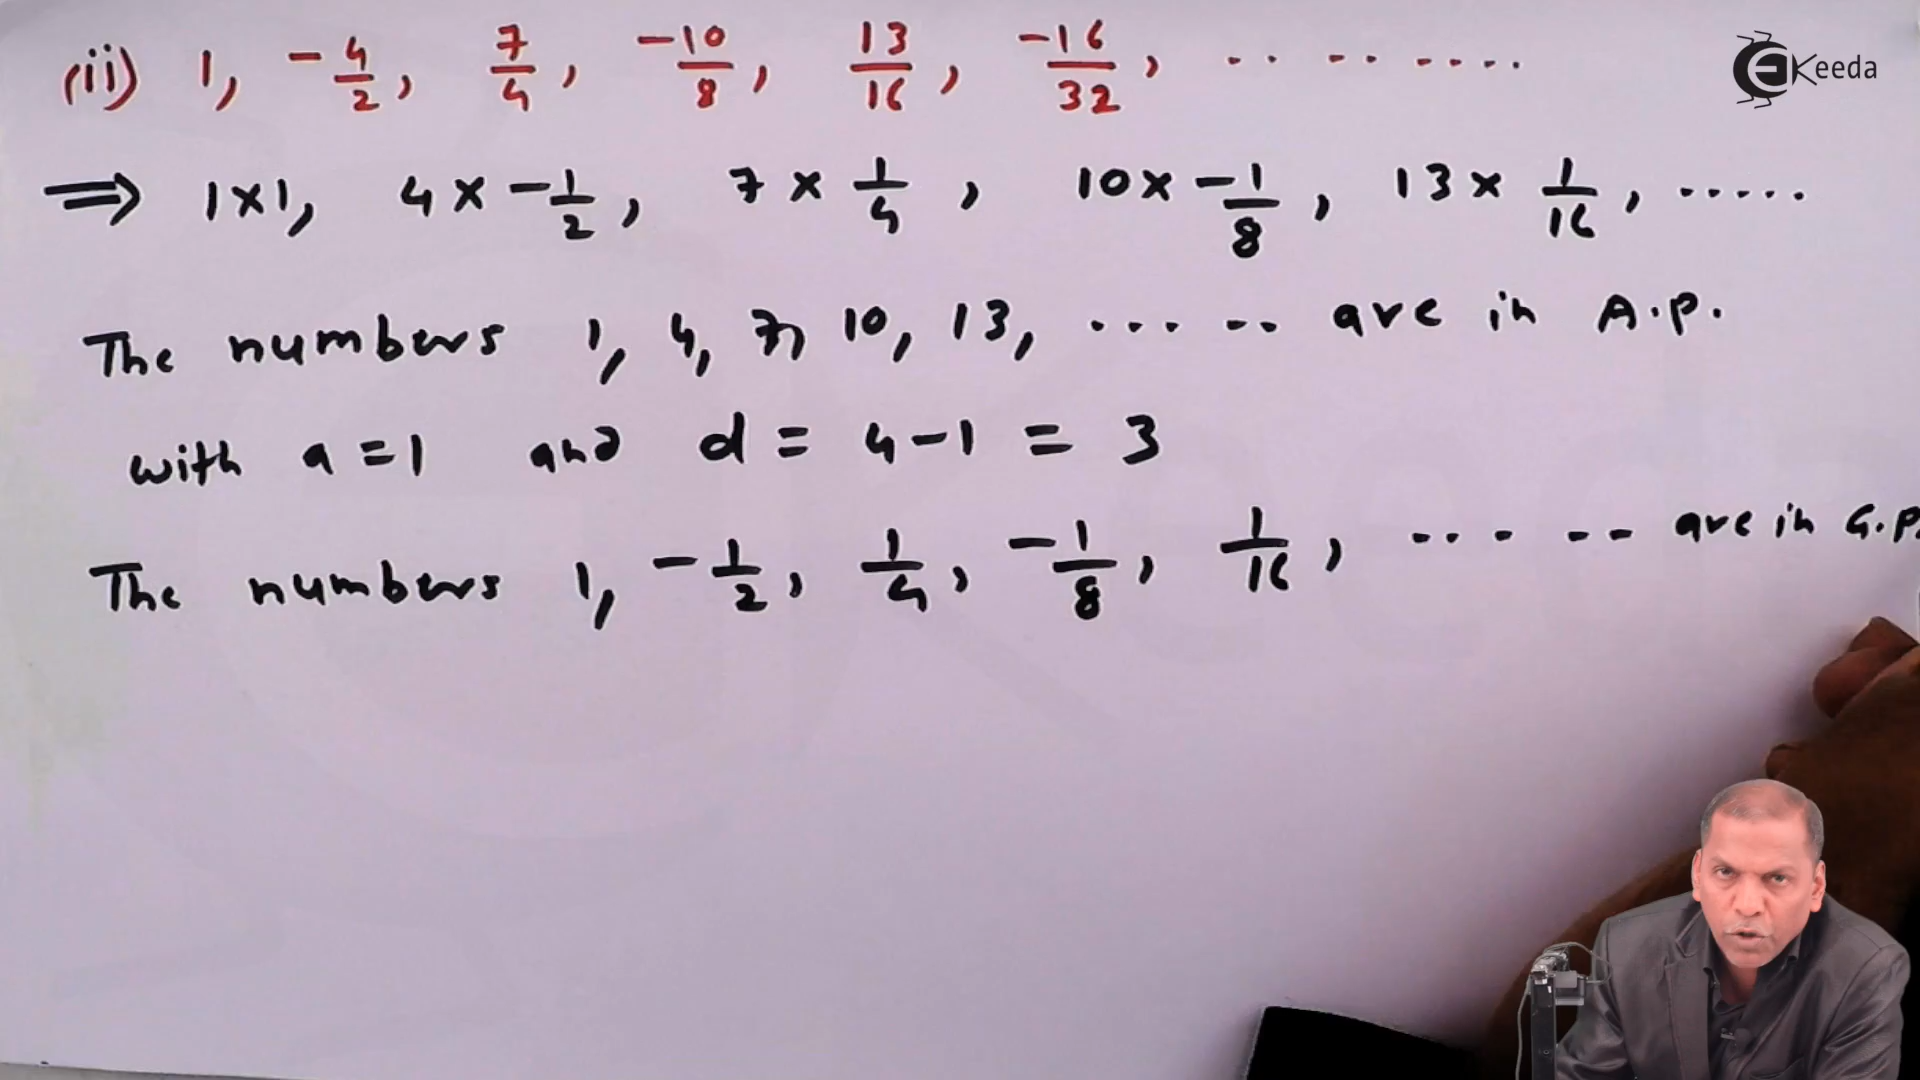 (ii) 1, -4/2, 7/4, -10/8, 13/16, -16/32, .........
EKeeda
⟹ 1×1, 4×-1/2, 7×1/4, 10×-1/8, 13×1/16, .....
The numbers 1, 4, 7, 10, 13, ...... are in A.P.
with a=1 and d = 4-1 = 3
The numbers 1, -1/2, 1/4, -1/8, 1/16, ...... are in G.P.